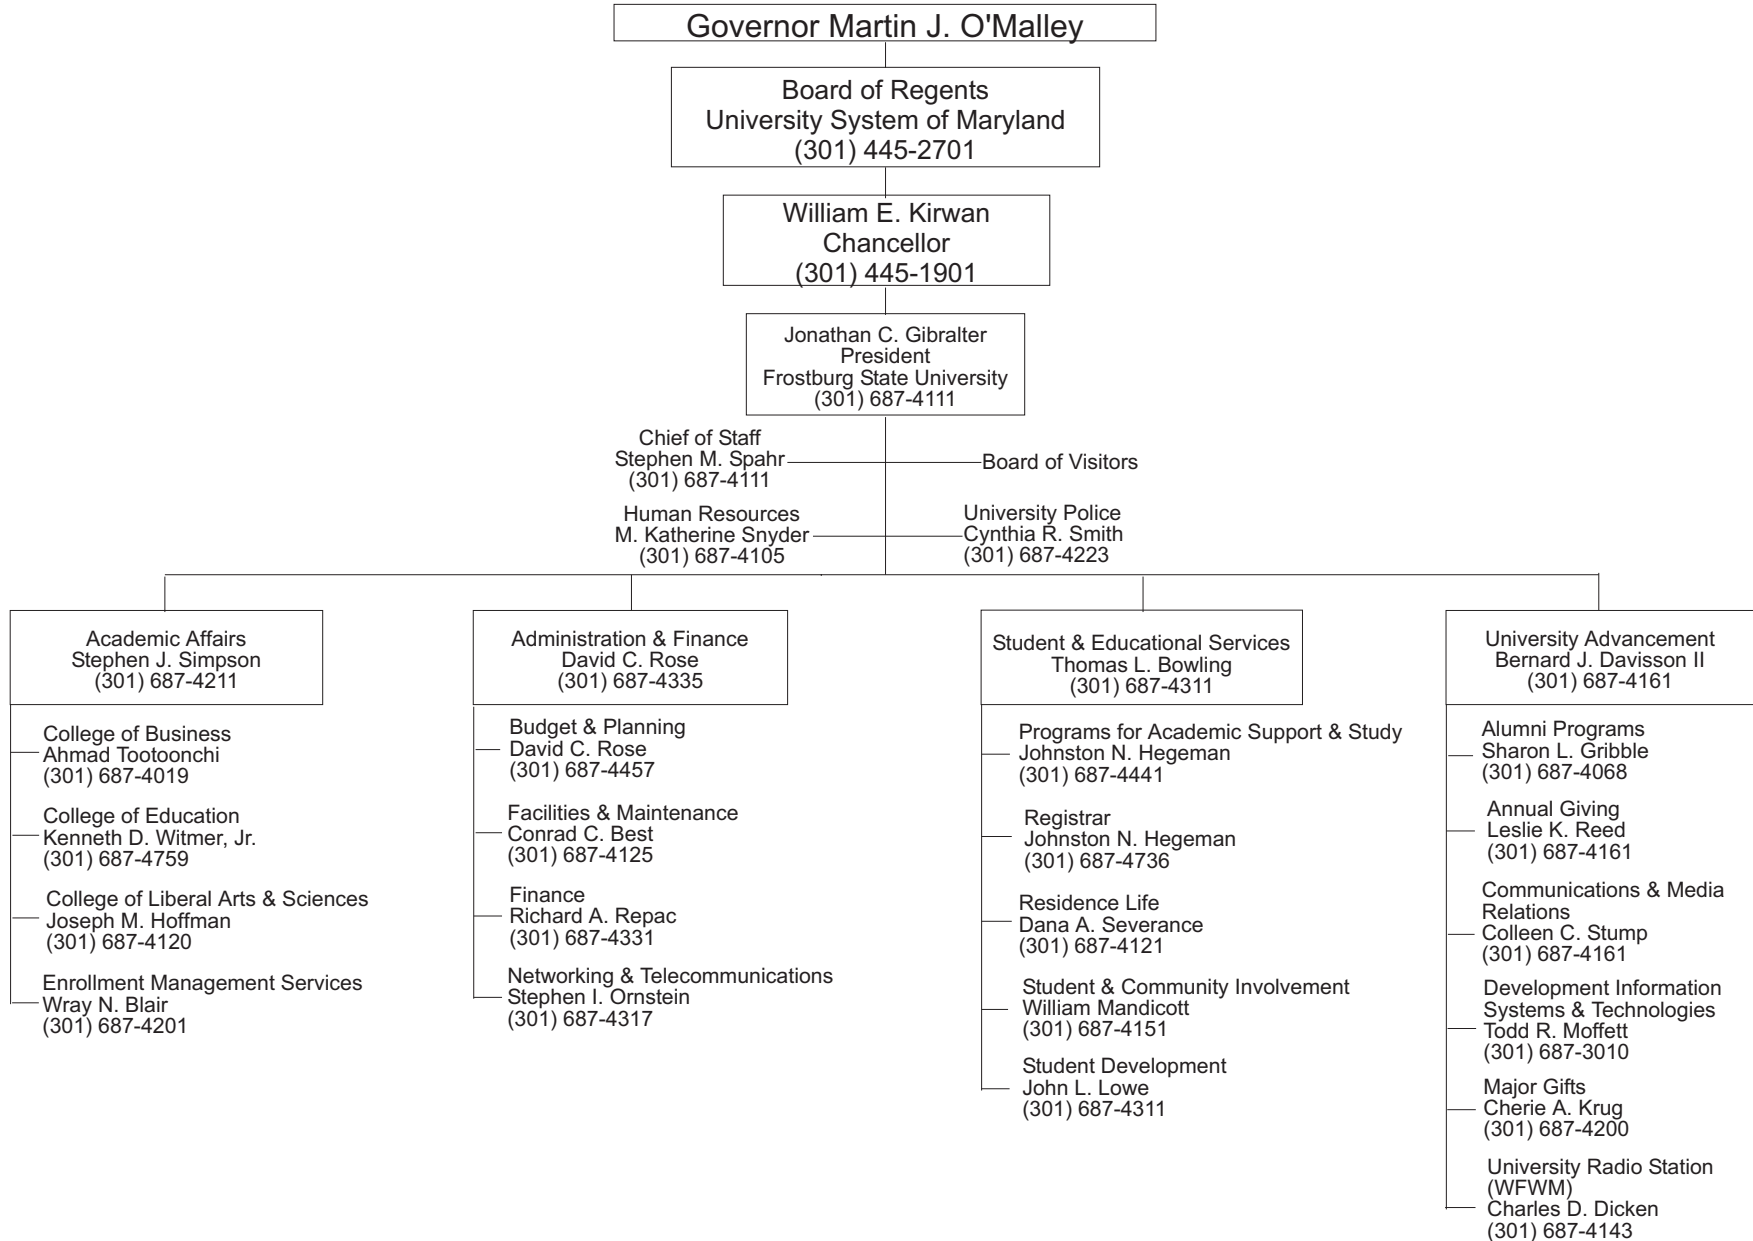 Governor Martin J. O'Malley
Board of Regents
University System of Maryland
(301) 445-2701
William E. Kirwan
Chancellor
(301) 445-1901
Jonathan C. Gibralter
President
Frostburg State University
(301) 687-4111
Chief of Staff
Stephen M. Spahr
(301) 687-4111
Board of Visitors
Human Resources
M. Katherine Snyder
(301) 687-4105
University Police
Cynthia R. Smith
(301) 687-4223
Academic Affairs
Stephen J. Simpson
(301) 687-4211
College of Business
Ahmad Tootoonchi
(301) 687-4019
College of Education
Kenneth D. Witmer, Jr.
(301) 687-4759
College of Liberal Arts & Sciences
Joseph M. Hoffman
(301) 687-4120
Enrollment Management Services
Wray N. Blair
(301) 687-4201
Administration & Finance
David C. Rose
(301) 687-4335
Budget & Planning
David C. Rose
(301) 687-4457
Facilities & Maintenance
Conrad C. Best
(301) 687-4125
Finance
Richard A. Repac
(301) 687-4331
Networking & Telecommunications
Stephen I. Ornstein
(301) 687-4317
Student & Educational Services
Thomas L. Bowling
(301) 687-4311
Programs for Academic Support & Study
Johnston N. Hegeman
(301) 687-4441
Registrar
Johnston N. Hegeman
(301) 687-4736
Residence Life
Dana A. Severance
(301) 687-4121
Student & Community Involvement
William Mandicott
(301) 687-4151
Student Development
John L. Lowe
(301) 687-4311
University Advancement
Bernard J. Davisson II
(301) 687-4161
Alumni Programs
Sharon L. Gribble
(301) 687-4068
Annual Giving
Leslie K. Reed
(301) 687-4161
Communications & Media
Relations
Colleen C. Stump
(301) 687-4161
Development Information
Systems & Technologies
Todd R. Moffett
(301) 687-3010
Major Gifts
Cherie A. Krug
(301) 687-4200
University Radio Station
(WFWM)
Charles D. Dicken
(301) 687-4143